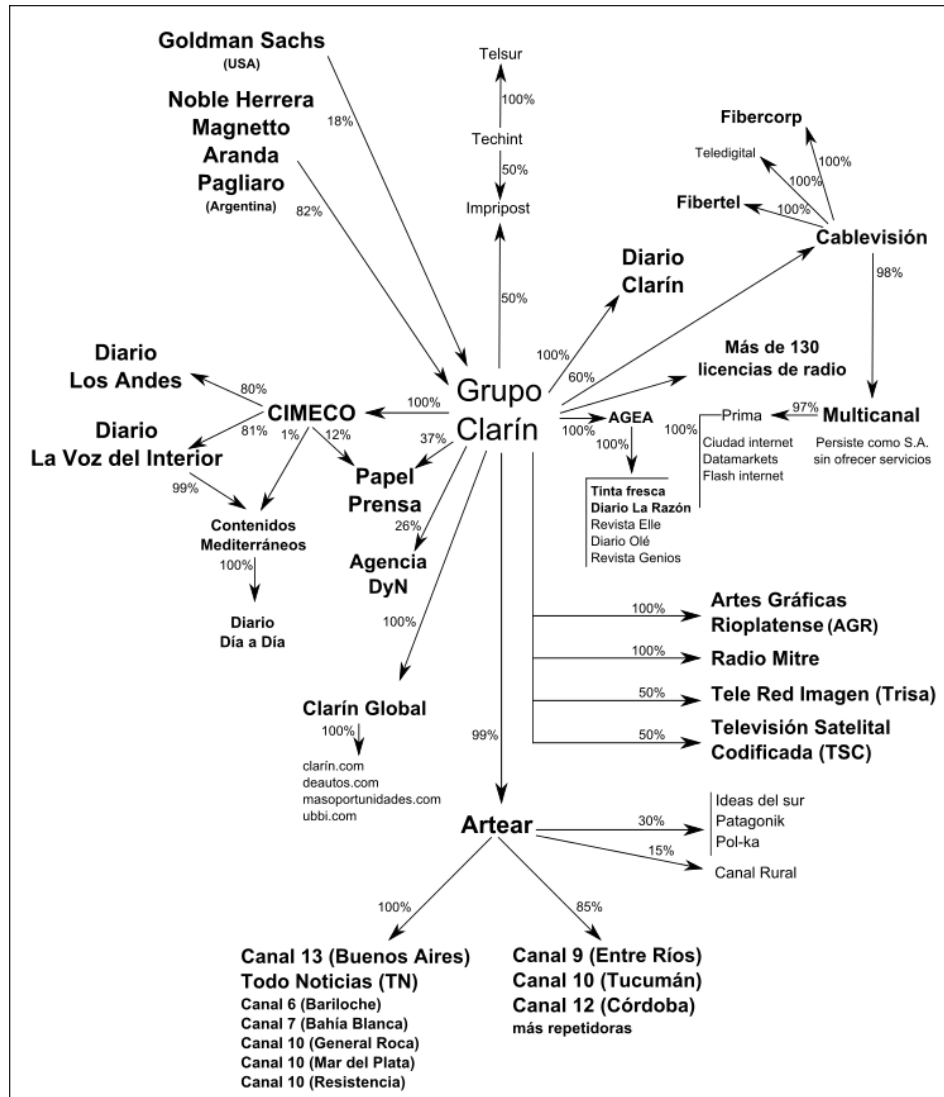 Goldman Sachs
(USA)
Noble Herrera
Magnetto
Aranda
Pagliaro
(Argentina)
18%
82%
Telsur
100%
Techint
50%
Impripost
50%
Fibercorp
Teledigital
Fibertel
100%
100%
100%
Cablevisión
98%
Diario
Clarín
100%
60%
Más de 130
licencias de radio
Grupo
Clarín
Diario
Los Andes
80%
CIMECO
100%
Diario
La Voz del Interior
81%
1%
12%
37%
99%
Papel
Prensa
Contenidos
Mediterráneos
100%
Diario
Día a Día
26%
Agencia
DyN
100%
AGEA
100%
Tinta fresca
Diario La Razón
Revista Elle
Diario Olé
Revista Genios
Prima
97%
Multicanal
100%
Ciudad internet
Datamarkets
Flash internet
Persiste como S.A.
sin ofrecer servicios
100%
Clarín Global
100%
clarín.com
deautos.com
masoportunidades.com
ubbi.com
100%
Artes Gráficas
Rioplatense (AGR)
100%
Radio Mitre
50%
Tele Red Imagen (Trisa)
50%
Televisión Satelital
Codificada (TSC)
99%
Artear
30%
Ideas del sur
Patagonik
Pol-ka
15%
Canal Rural
100%
85%
Canal 13 (Buenos Aires)
Todo Noticias (TN)
Canal 6 (Bariloche)
Canal 7 (Bahía Blanca)
Canal 10 (General Roca)
Canal 10 (Mar del Plata)
Canal 10 (Resistencia)
Canal 9 (Entre Ríos)
Canal 10 (Tucumán)
Canal 12 (Córdoba)
más repetidoras